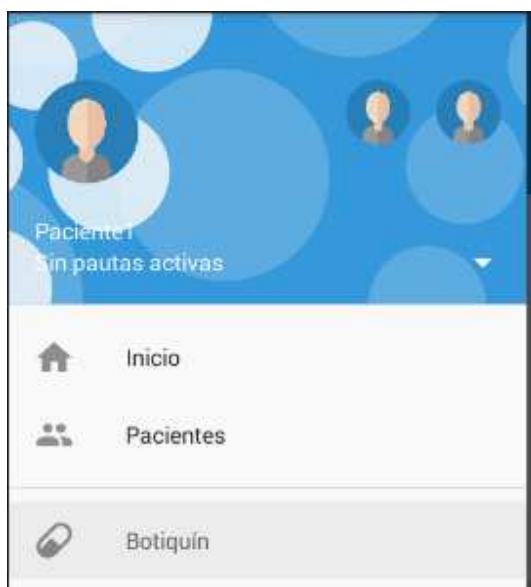 Paciente1
Sin pautas activas
Inicio
Pacientes
Botiquín